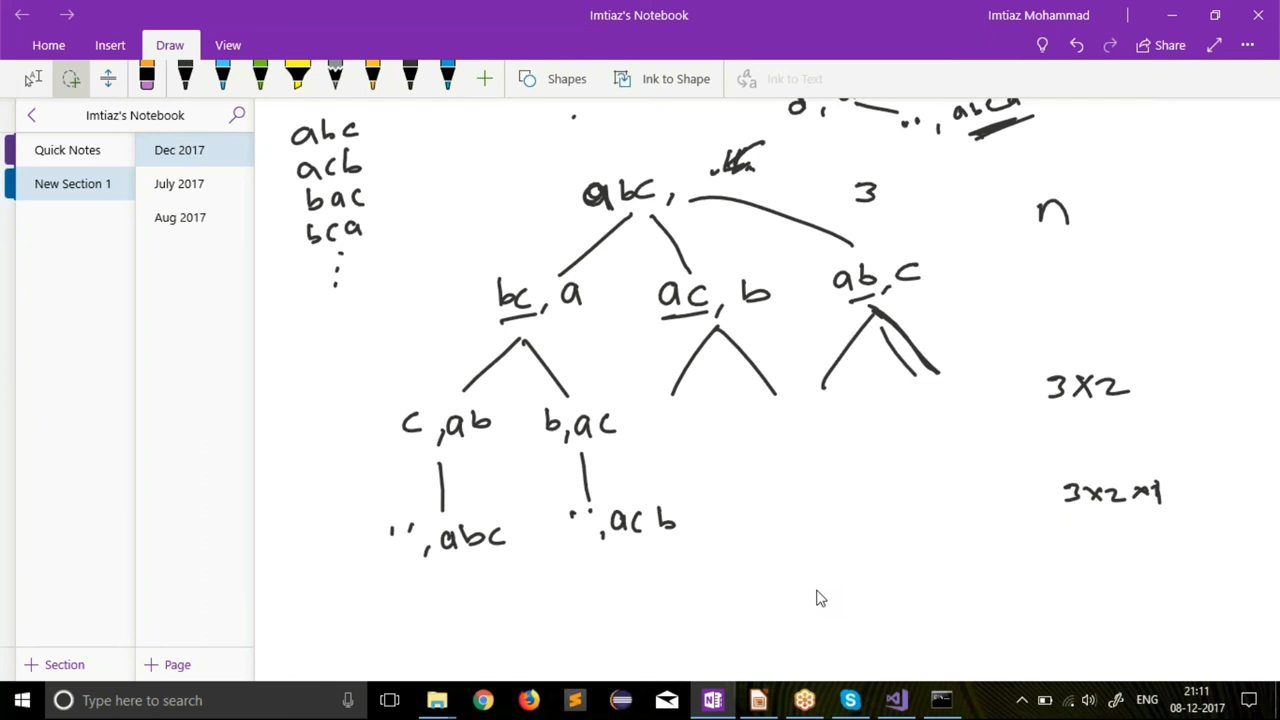 Imtiaz's Notebook
Imtiaz Mohammad
Home Insert Draw View
Share
Shapes
Ink to Shape
Ink to Text
Imtiaz's Notebook
Quick Notes
New Section 1
Dec 2017
July 2017
Aug 2017
Section
Page
abc
acb
bac
bca
abc,
3
n
bc, a
ac, b
ab, c
3X2
c ,ab
b,ac
3x2x1
'' , abc
'' , acb
Type here to search
ENG
21:11
08-12-2017